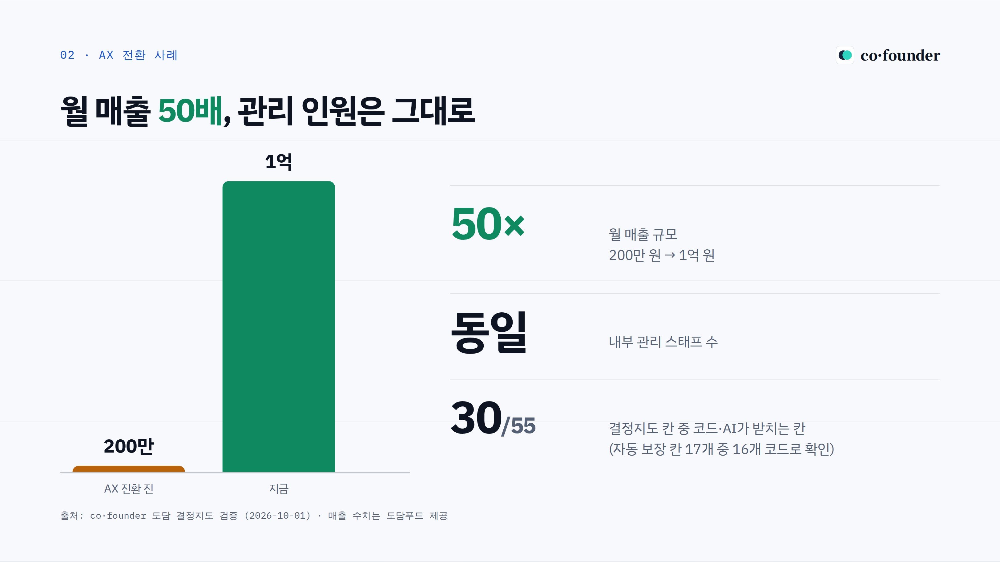 02 · AX 전환 사례
co·founder
월 매출 50배, 관리 인원은 그대로
1억
200만
AX 전환 전
지금
50×
월 매출 규모
200만 원 → 1억 원
동일
내부 관리 스태프 수
30/55
결정지도 칸 중 코드·AI가 받치는 칸
(자동 보장 칸 17개 중 16개 코드로 확인)
출처: co·founder 도담 결정지도 검증 (2026-10-01) · 매출 수치는 도담푸드 제공